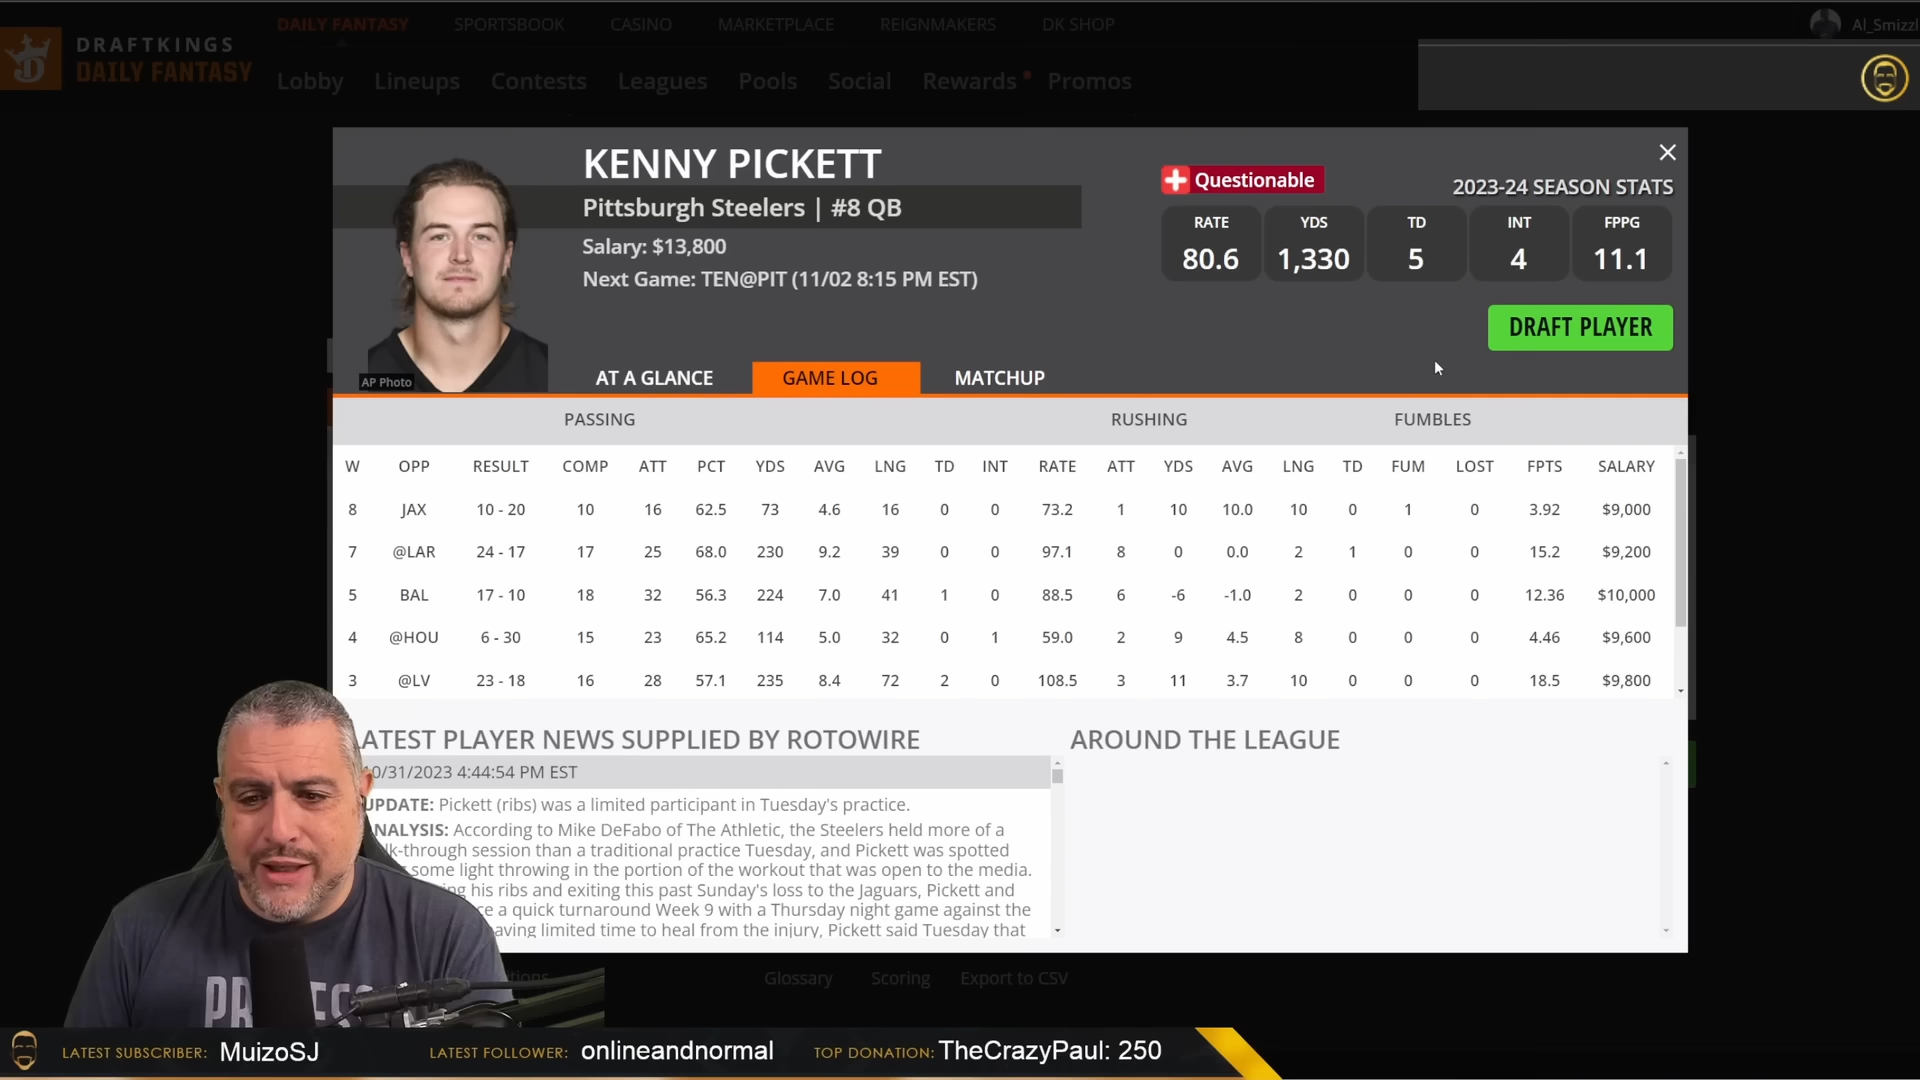 DAILY FANTASY SPORTSBOOK CASINO MARKETPLACE REIGNMAKERS DK SHOP Al_Smizzl
DRAFTKINGS
DAILY FANTASY
Lobby Lineups Contests Leagues Pools Social Rewards Promos
KENNY PICKETT
Pittsburgh Steelers | #8 QB
Salary: $13,800
Next Game: TEN@PIT (11/02 8:15 PM EST)
Questionable
2023-24 SEASON STATS
RATE YDS TD INT FPPG
80.6 1,330 5 4 11.1
DRAFT PLAYER
AP Photo
AT A GLANCE GAME LOG MATCHUP
PASSING RUSHING FUMBLES
W OPP RESULT COMP ATT PCT YDS AVG LNG TD INT RATE ATT YDS AVG LNG TD FUM LOST FPTS SALARY
8 JAX 10 - 20 10 16 62.5 73 4.6 16 0 0 73.2 1 10 10.0 10 0 1 0 3.92 $9,000
7 @LAR 24 - 17 17 25 68.0 230 9.2 39 0 0 97.1 8 0 0.0 2 1 0 0 15.2 $9,200
5 BAL 17 - 10 18 32 56.3 224 7.0 41 1 0 88.5 6 -6 -1.0 2 0 0 0 12.36 $10,000
4 @HOU 6 - 30 15 23 65.2 114 5.0 32 0 1 59.0 2 9 4.5 8 0 0 0 4.46 $9,600
3 @LV 23 - 18 16 28 57.1 235 8.4 72 2 0 108.5 3 11 3.7 10 0 0 0 18.5 $9,800
ATEST PLAYER NEWS SUPPLIED BY ROTOWIRE
AROUND THE LEAGUE
0/31/2023 4:44:54 PM EST
UPDATE: Pickett (ribs) was a limited participant in Tuesday's practice.
NALYSIS: According to Mike DeFabo of The Athletic, the Steelers held more of a
lk-through session than a traditional practice Tuesday, and Pickett was spotted
some light throwing in the portion of the workout that was open to the media.
ing his ribs and exiting this past Sunday's loss to the Jaguars, Pickett and
ce a quick turnaround Week 9 with a Thursday night game against the
aving limited time to heal from the injury, Pickett said Tuesday that
Glossary Scoring Export to CSV
LATEST SUBSCRIBER: MuizoSJ LATEST FOLLOWER: onlineandnormal TOP DONATION: TheCrazyPaul: 250